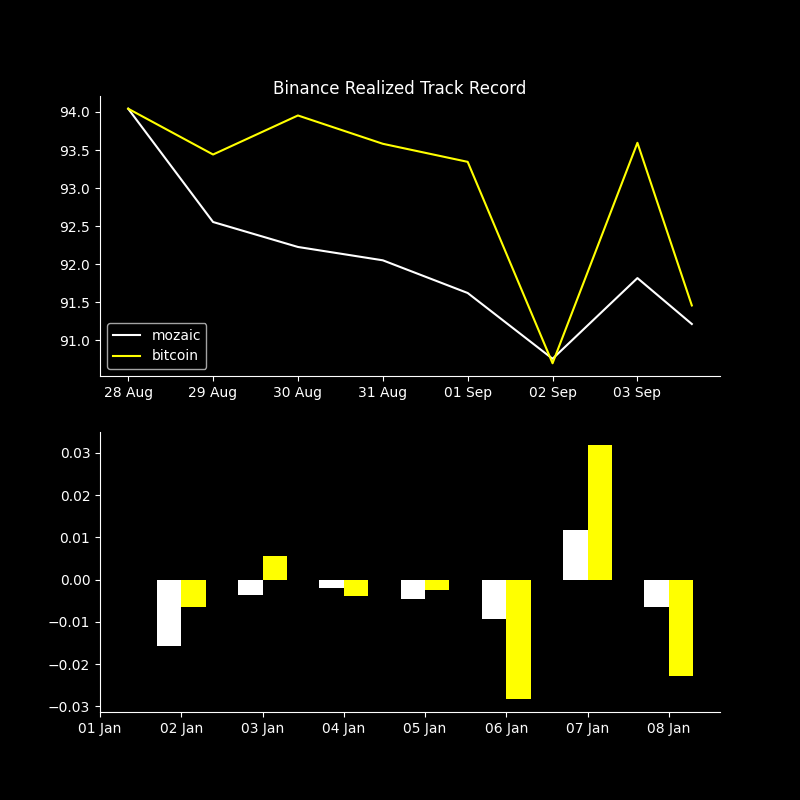 Binance Realized Track Record
94.0
93.5
93.0
92.5
92.0
91.5
91.0
mozaic
bitcoin
28 Aug 29 Aug 30 Aug 31 Aug 01 Sep 02 Sep 03 Sep
0.03
0.02
0.01
0.00
−0.01
−0.02
−0.03
01 Jan 02 Jan 03 Jan 04 Jan 05 Jan 06 Jan 07 Jan 08 Jan